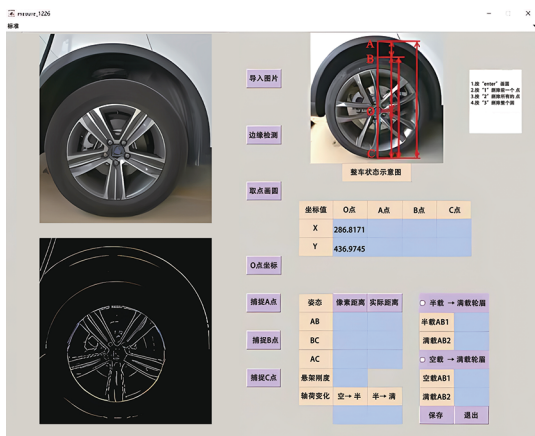 measure_1226
标准
导入图片
边缘检测
取点画圆
O点坐标
捕捉A点
捕捉B点
捕捉C点
A
B
C
整车状态示意图
1.按“enter”画圆
2.按“1”删除前一个点
3.按“2”删除所有的点
4.按“3”删除整个圆
坐标值 O点 A点 B点 C点
X 286.8171
Y 436.9745
姿态 像素距离 实际距离
AB
BC
AC
悬架刚度
轴荷变化 空→半 半→满
半载→满载轮眉
半载AB1
满载AB2
空载→满载轮眉
空载AB1
满载AB2
保存 退出